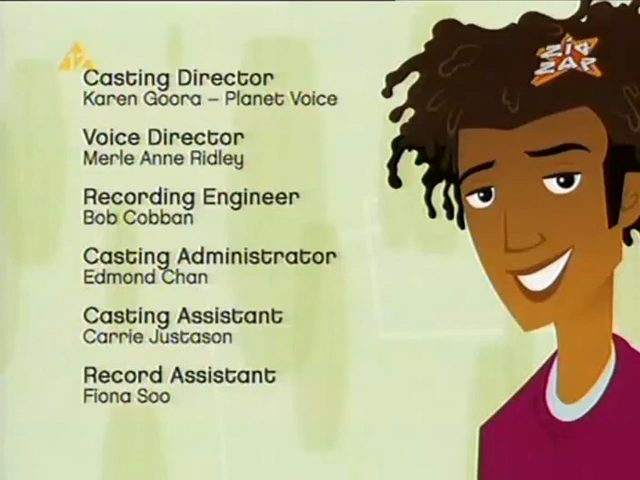 12
ZIG
ZAP
Casting Director
Karen Goora – Planet Voice
Voice Director
Merle Anne Ridley
Recording Engineer
Bob Cobban
Casting Administrator
Edmond Chan
Casting Assistant
Carrie Justason
Record Assistant
Fiona Soo